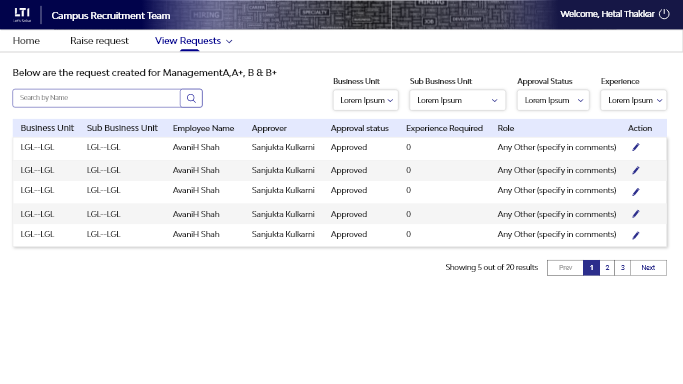 LTI
Let's Solve
Campus Recruitment Team
HIRING
SPECIALTY
HIRING
JOB
Welcome, Hetal Thakkar
Home
Raise request
View Requests
Below are the request created for ManagementA,A+, B & B+
Search by Name
Business Unit
Sub Business Unit
Approval Status
Experience
Lorem Ipsum
Lorem Ipsum
Lorem Ipsum
Lorem Ipsum
Business Unit Sub Business Unit Employee Name Approver Approval status Experience Required Role Action
LGL--LGL LGL--LGL AvaniH Shah Sanjukta Kulkarni Approved 0 Any Other (specify in comments)
LGL--LGL LGL--LGL AvaniH Shah Sanjukta Kulkarni Approved 0 Any Other (specify in comments)
LGL--LGL LGL--LGL AvaniH Shah Sanjukta Kulkarni Approved 0 Any Other (specify in comments)
LGL--LGL LGL--LGL AvaniH Shah Sanjukta Kulkarni Approved 0 Any Other (specify in comments)
LGL--LGL LGL--LGL AvaniH Shah Sanjukta Kulkarni Approved 0 Any Other (specify in comments)
Showing 5 out of 20 results Prev 1 2 3 Next